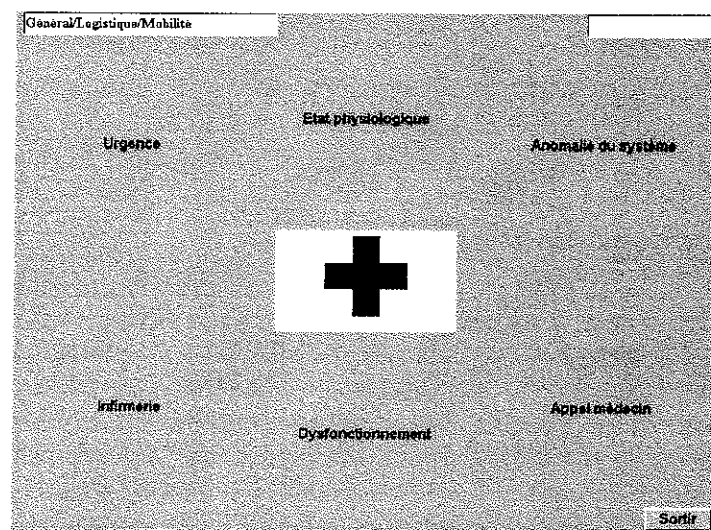 Général/Logistique/Mobilité
Etat physiologique
Urgence
Anomalie du système
Infirmerie
Appel médecin
Dysfonctionnement
Sortir